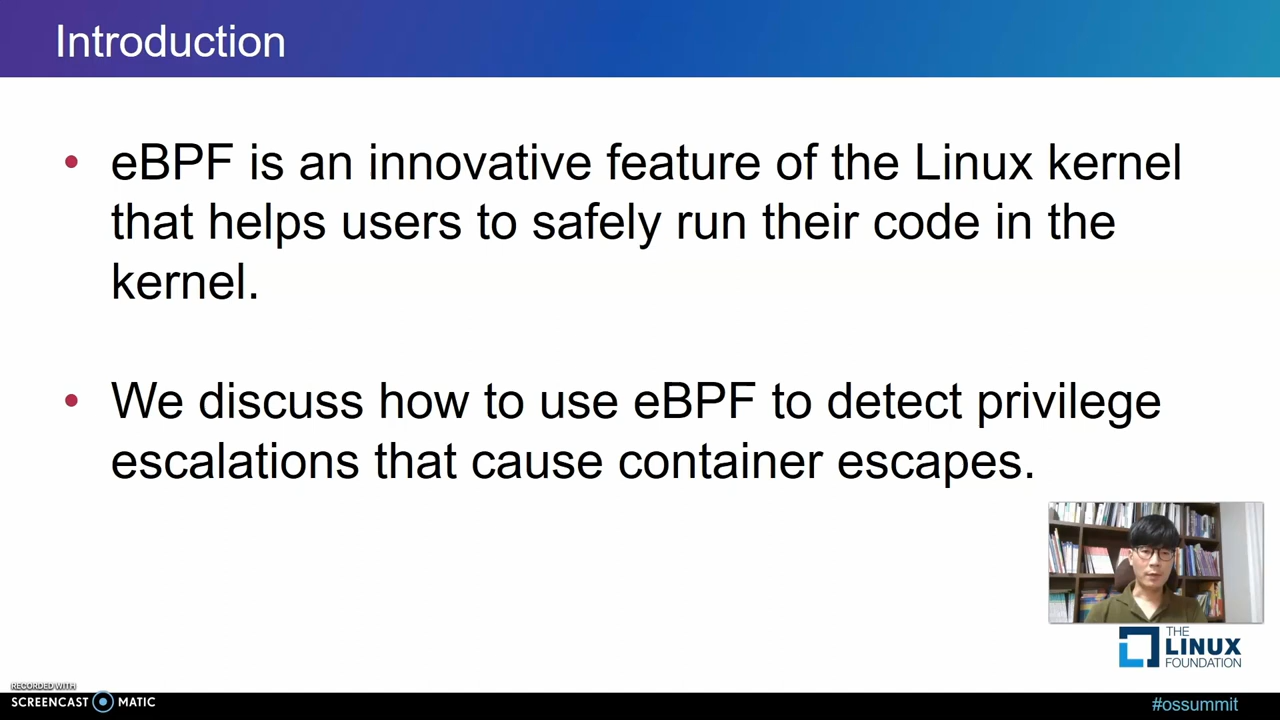 Introduction
• eBPF is an innovative feature of the Linux kernel
that helps users to safely run their code in the
kernel.
• We discuss how to use eBPF to detect privilege
escalations that cause container escapes.
THE
LINUX
FOUNDATION
RECORDED WITH
SCREENCAST MATIC
#ossummit